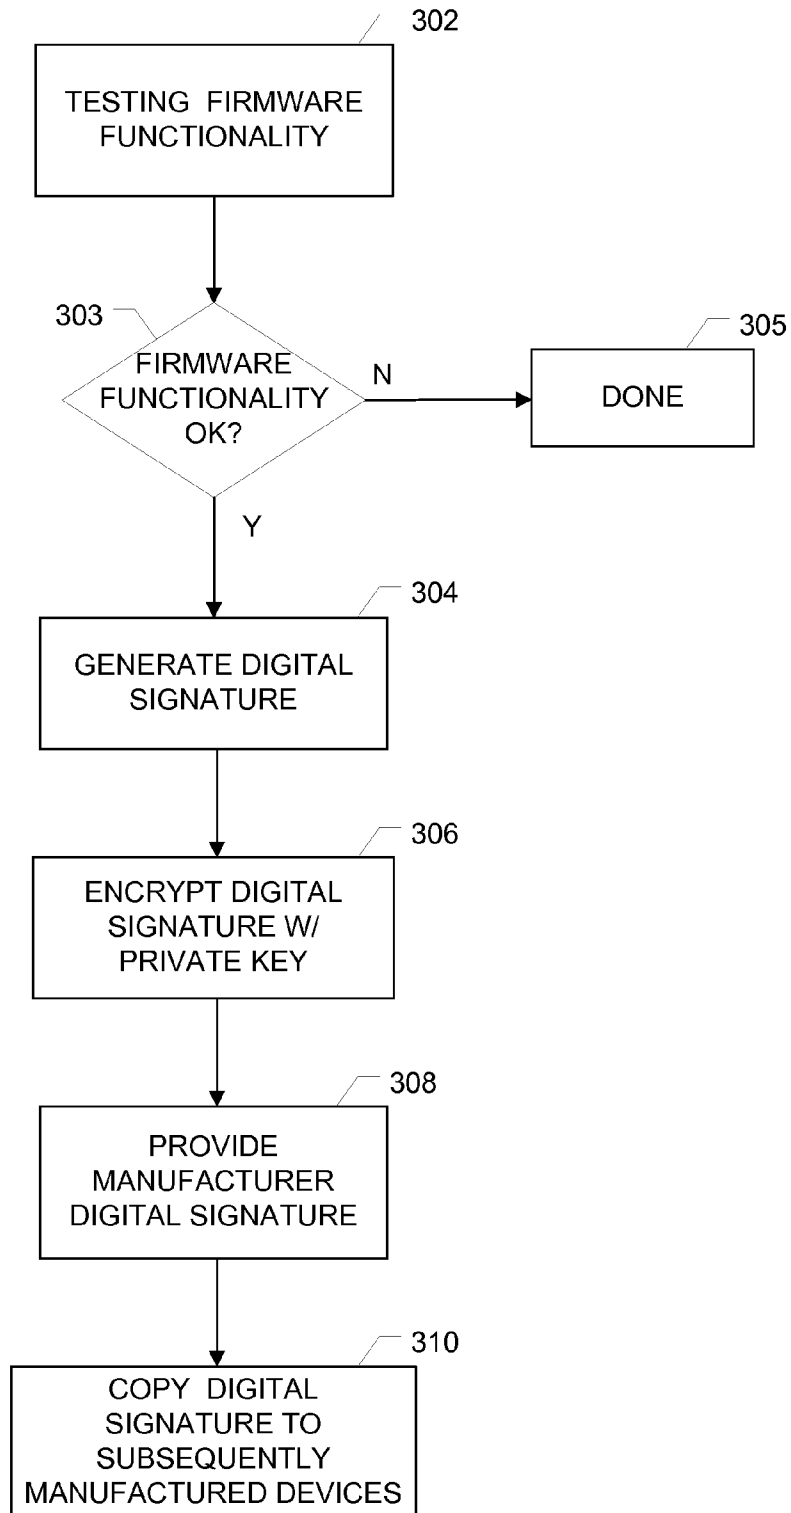 302
TESTING FIRMWARE
FUNCTIONALITY
303
FIRMWARE
FUNCTIONALITY
OK?
N
305
DONE
Y
304
GENERATE DIGITAL
SIGNATURE
306
ENCRYPT DIGITAL
SIGNATURE W/
PRIVATE KEY
308
PROVIDE
MANUFACTURER
DIGITAL SIGNATURE
310
COPY DIGITAL
SIGNATURE TO
SUBSEQUENTLY
MANUFACTURED DEVICES